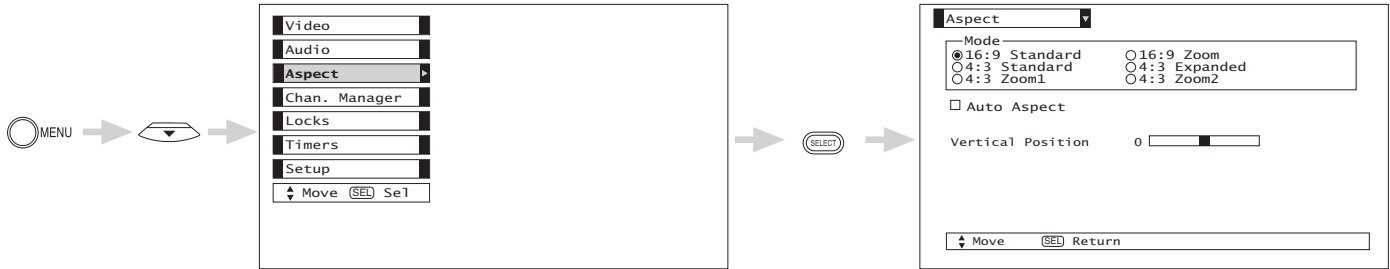 MENU
Video
Audio
Aspect
Chan. Manager
Locks
Timers
Setup
Move SEL Sel
SELECT
Aspect
Mode
16:9 Standard 16:9 Zoom
4:3 Standard 4:3 Expanded
4:3 Zoom1 4:3 Zoom2
Auto Aspect
Vertical Position 0
Move SEL Return